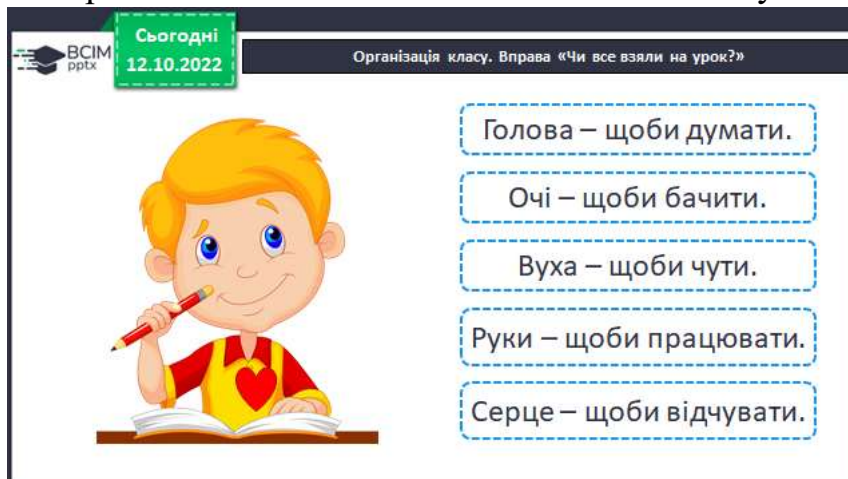 Сьогодні
12.10.2022
ВСІМ
pptx
Організація класу. Вправа «Чи все взяли на урок?»
Голова – щоби думати.
Очі – щоби бачити.
Вуха – щоби чути.
Руки – щоби працювати.
Серце – щоби відчувати.